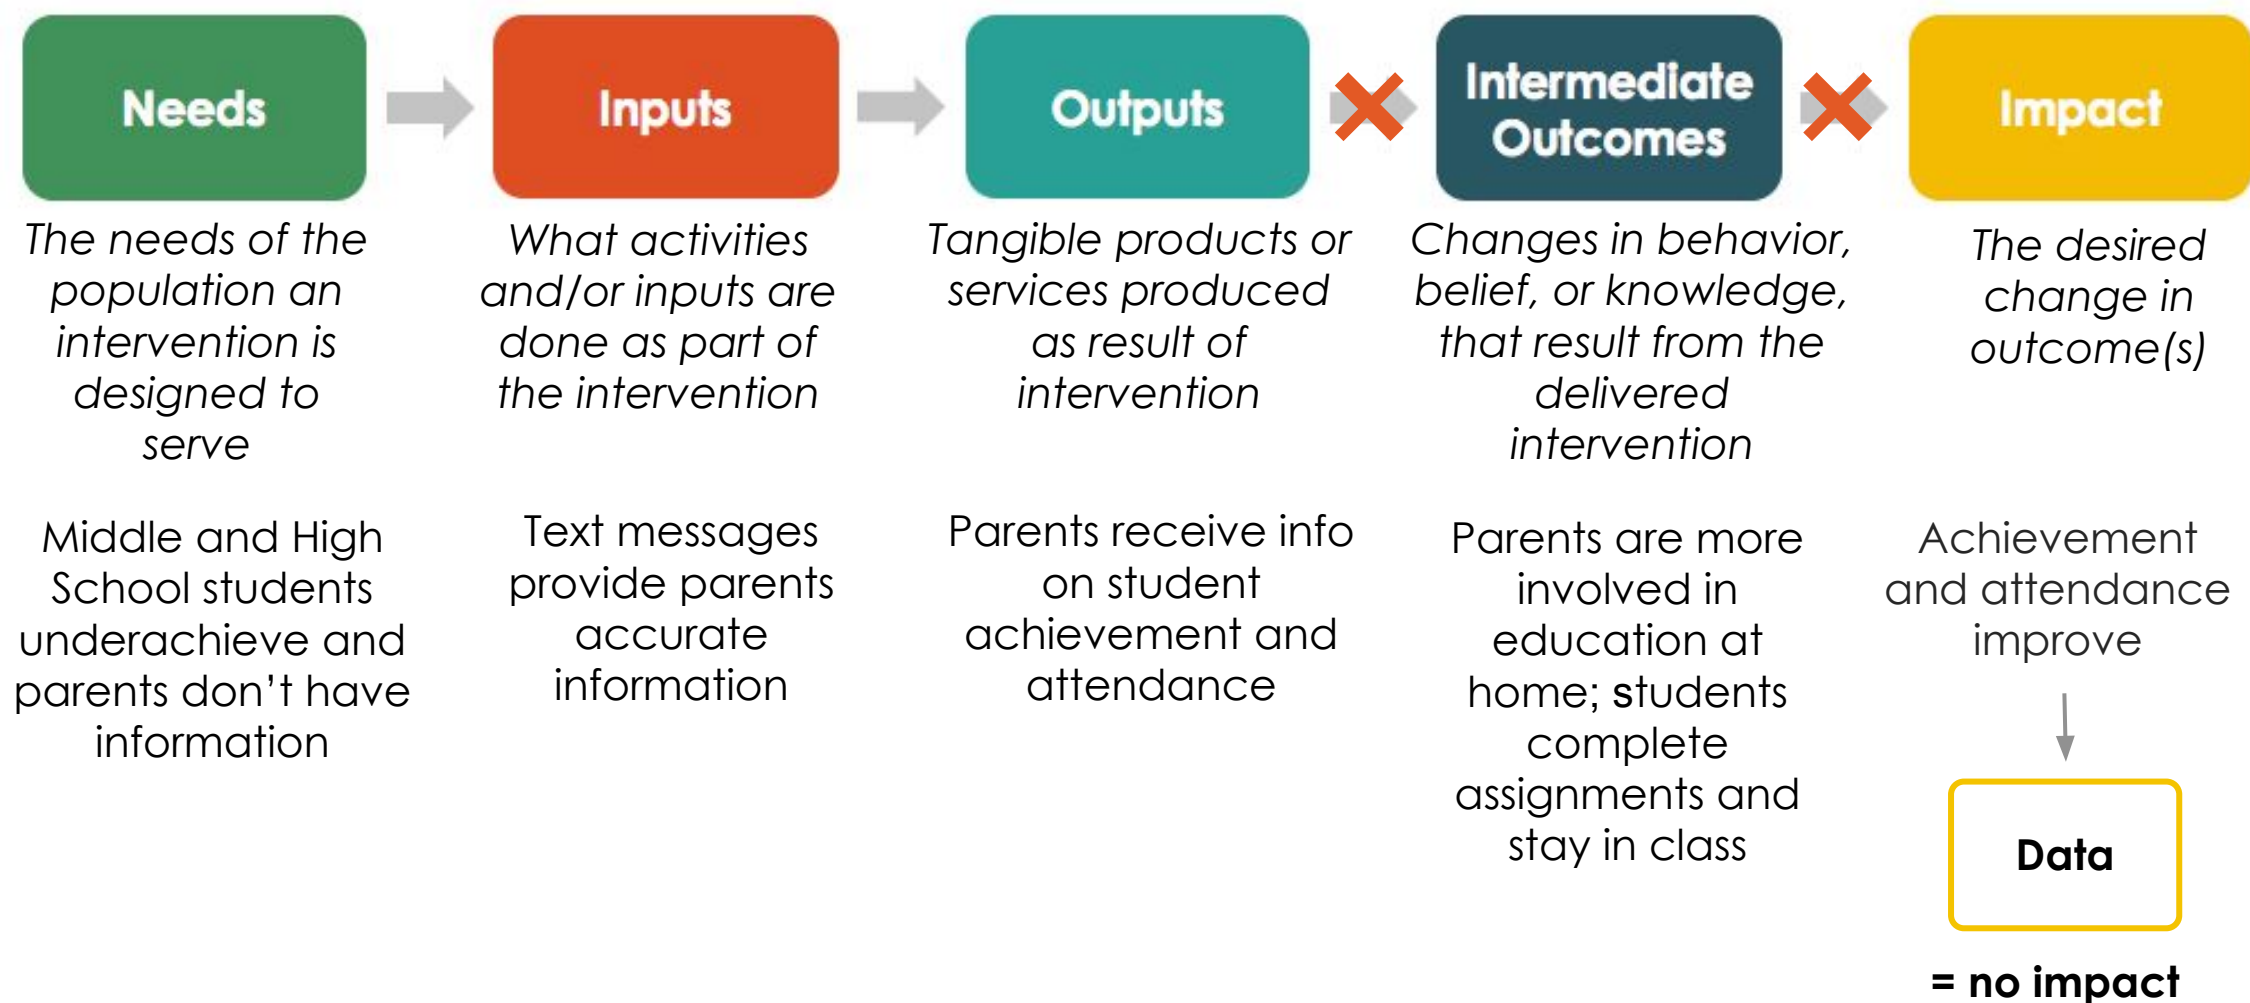 Needs
Inputs
Outputs
Intermediate
Outcomes
Impact
The needs of the
population an
intervention is
designed to
serve
What activities
and/or inputs are
done as part of
the intervention
Tangible products or
services produced
as result of
intervention
Changes in behavior,
belief, or knowledge,
that result from the
delivered
intervention
The desired
change in
outcome(s)
Middle and High
School students
underachieve and
parents don’t have
information
Text messages
provide parents
accurate
information
Parents receive info
on student
achievement and
attendance
Parents are more
involved in
education at
home; students
complete
assignments and
stay in class
Achievement
and attendance
improve
Data
= no impact